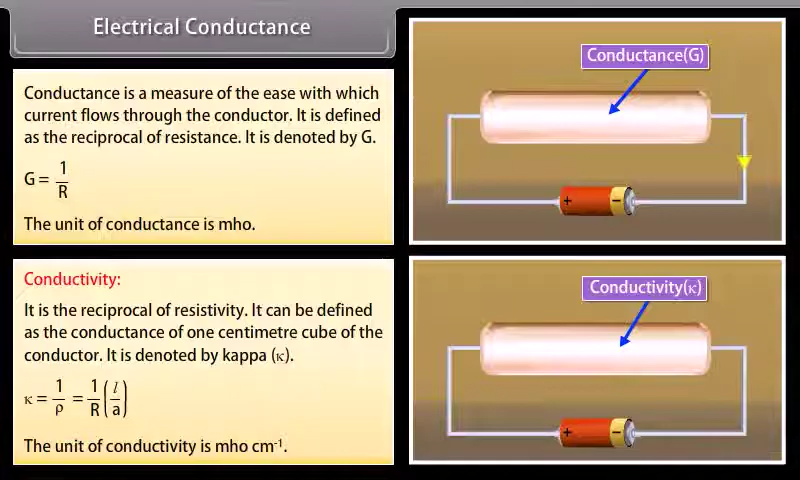 Electrical Conductance
Conductance is a measure of the ease with which
current flows through the conductor. It is defined
as the reciprocal of resistance. It is denoted by G.
G = 1/R
The unit of conductance is mho.
Conductance(G)
+ −
Conductivity:
It is the reciprocal of resistivity. It can be defined
as the conductance of one centimetre cube of the
conductor. It is denoted by kappa (κ).
κ = 1/ρ = 1/R (l/a)
The unit of conductivity is mho cm⁻¹.
Conductivity(κ)
+ −